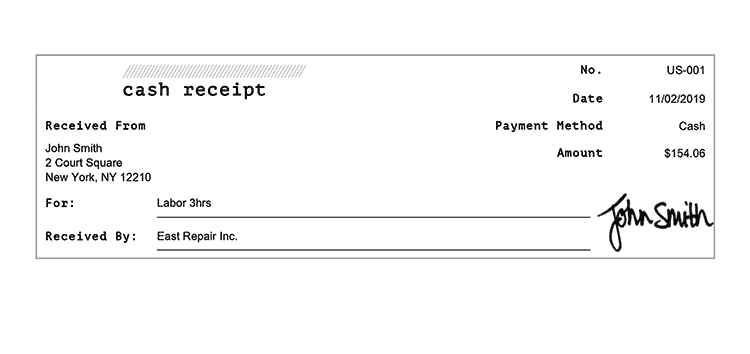 cash receipt
No. US-001
Date 11/02/2019
Received From
Payment Method Cash
John Smith
2 Court Square
New York, NY 12210
Amount $154.06
For: Labor 3hrs
John Smith
Received By: East Repair Inc.